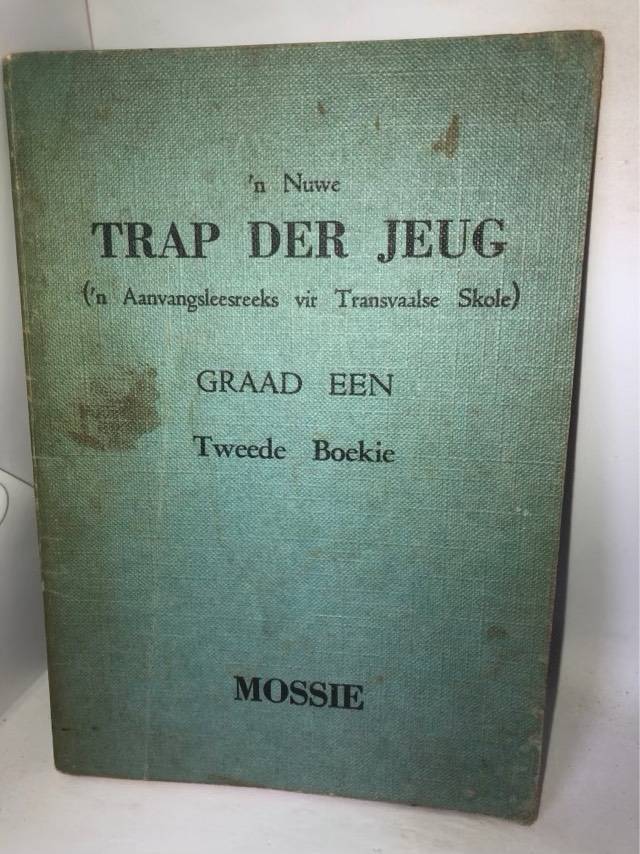 'n Nuwe
TRAP DER JEUG
('n Aanvangsleesreeks vir Transvaalse Skole)
GRAAD EEN
Tweede Boekie
MOSSIE